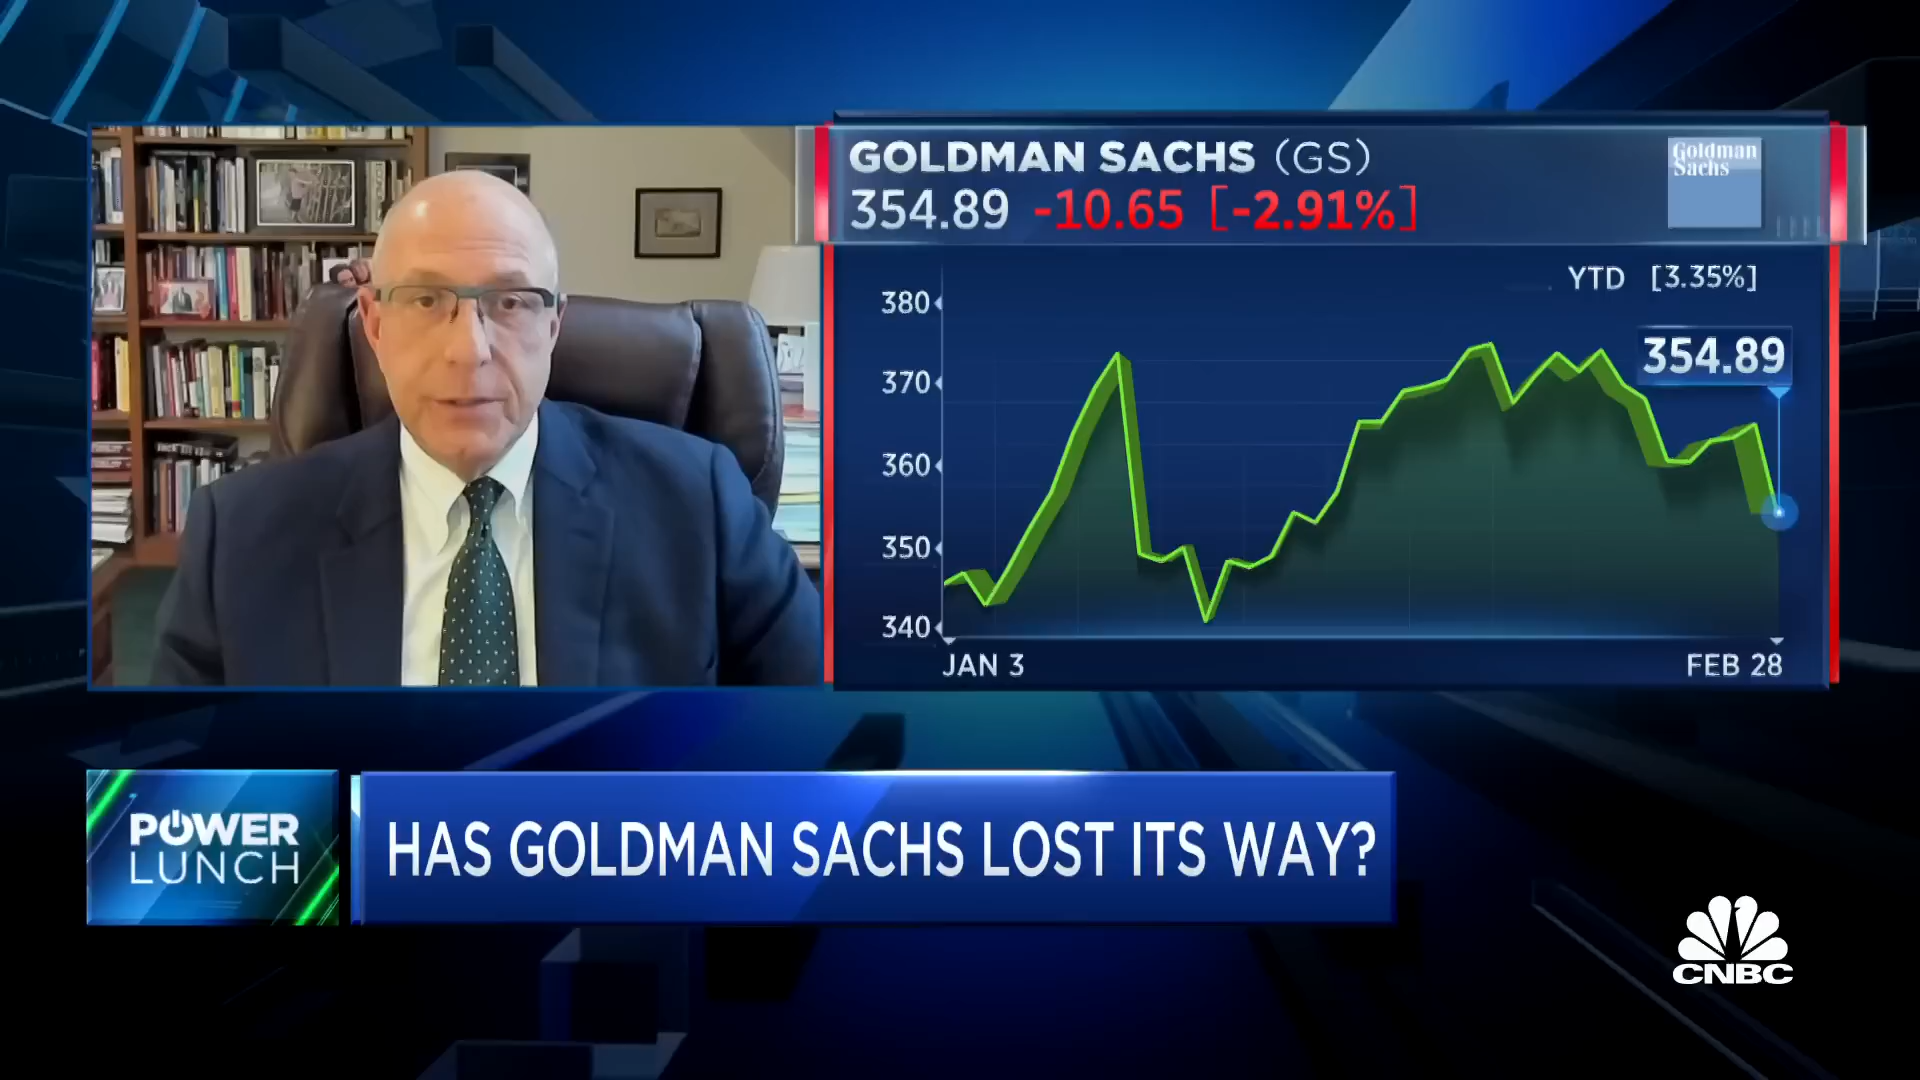 GOLDMAN SACHS (GS)
354.89 -10.65 [-2.91%]
Goldman
Sachs
YTD [3.35%]
354.89
380
370
360
350
340
JAN 3
FEB 28
POWER
LUNCH
HAS GOLDMAN SACHS LOST ITS WAY?
CNBC